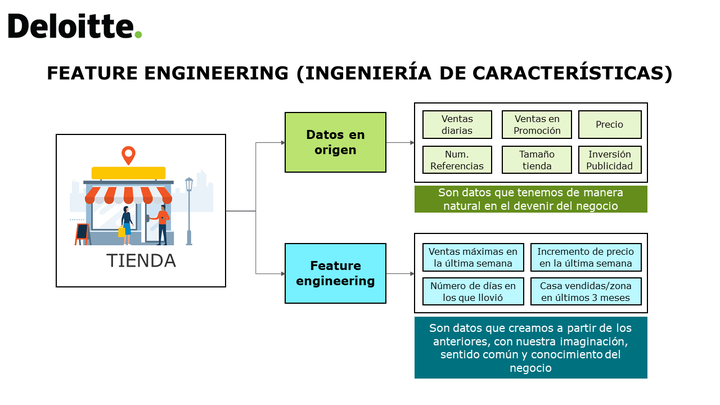 Deloitte.
FEATURE ENGINEERING (INGENIERÍA DE CARACTERÍSTICAS)
TIENDA
Datos en
origen
Ventas
diarias
Ventas en
Promoción
Precio
Num.
Referencias
Tamaño
tienda
Inversión
Publicidad
Son datos que tenemos de manera
natural en el devenir del negocio
Feature
engineering
Ventas máximas en
la última semana
Incremento de precio
en la última semana
Número de días en
los que llovió
Casa vendidas/zona
en últimos 3 meses
Son datos que creamos a partir de los
anteriores, con nuestra imaginación,
sentido común y conocimiento del
negocio